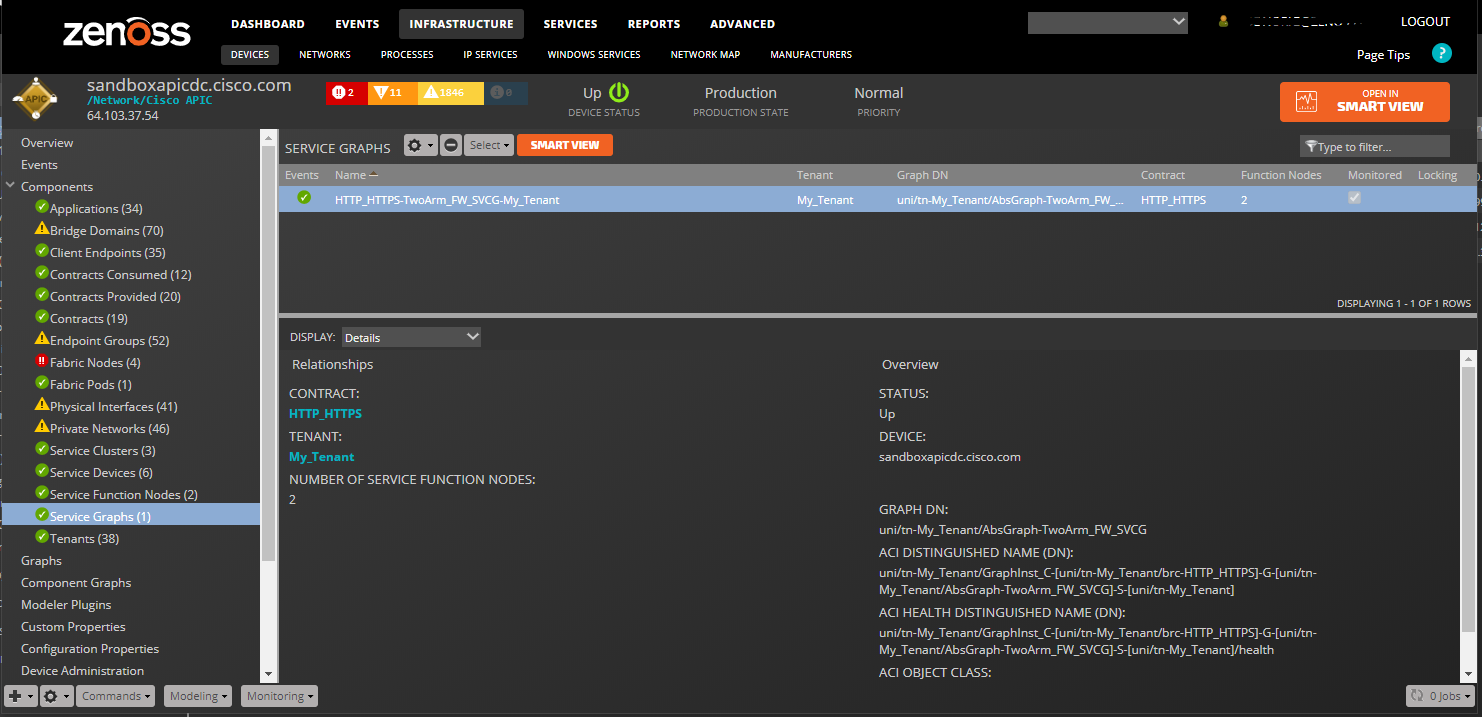 zenoss
DASHBOARD EVENTS INFRASTRUCTURE SERVICES REPORTS ADVANCED
LOGOUT
DEVICES NETWORKS PROCESSES IP SERVICES WINDOWS SERVICES NETWORK MAP MANUFACTURERS
Page Tips ?
APIC
sandboxapicdc.cisco.com
/Network/Cisco APIC
64.103.37.54
2 11 1846 0
Up
DEVICE STATUS
Production
PRODUCTION STATE
Normal
PRIORITY
OPEN IN
SMART VIEW
Overview
Events
Components
Applications (34)
Bridge Domains (70)
Client Endpoints (35)
Contracts Consumed (12)
Contracts Provided (20)
Contracts (19)
Endpoint Groups (52)
Fabric Nodes (4)
Fabric Pods (1)
Physical Interfaces (41)
Private Networks (46)
Service Clusters (3)
Service Devices (6)
Service Function Nodes (2)
Service Graphs (1)
Tenants (38)
Graphs
Component Graphs
Modeler Plugins
Custom Properties
Configuration Properties
Device Administration
SERVICE GRAPHS Select SMART VIEW Type to filter...
Events Name Tenant Graph DN Contract Function Nodes Monitored Locking
HTTP_HTTPS-TwoArm_FW_SVCG-My_Tenant My_Tenant uni/tn-My_Tenant/AbsGraph-TwoArm_FW_... HTTP_HTTPS 2
DISPLAYING 1 - 1 OF 1 ROWS
DISPLAY: Details
Relationships
CONTRACT:
HTTP_HTTPS
TENANT:
My_Tenant
NUMBER OF SERVICE FUNCTION NODES:
2
Overview
STATUS:
Up
DEVICE:
sandboxapicdc.cisco.com
GRAPH DN:
uni/tn-My_Tenant/AbsGraph-TwoArm_FW_SVCG
ACI DISTINGUISHED NAME (DN):
uni/tn-My_Tenant/GraphInst_C-[uni/tn-My_Tenant/brc-HTTP_HTTPS]-G-[uni/tn-
My_Tenant/AbsGraph-TwoArm_FW_SVCG]-S-[uni/tn-My_Tenant]
ACI HEALTH DISTINGUISHED NAME (DN):
uni/tn-My_Tenant/GraphInst_C-[uni/tn-My_Tenant/brc-HTTP_HTTPS]-G-[uni/tn-
My_Tenant/AbsGraph-TwoArm_FW_SVCG]-S-[uni/tn-My_Tenant]/health
ACI OBJECT CLASS:
Commands Modeling Monitoring 0 Jobs